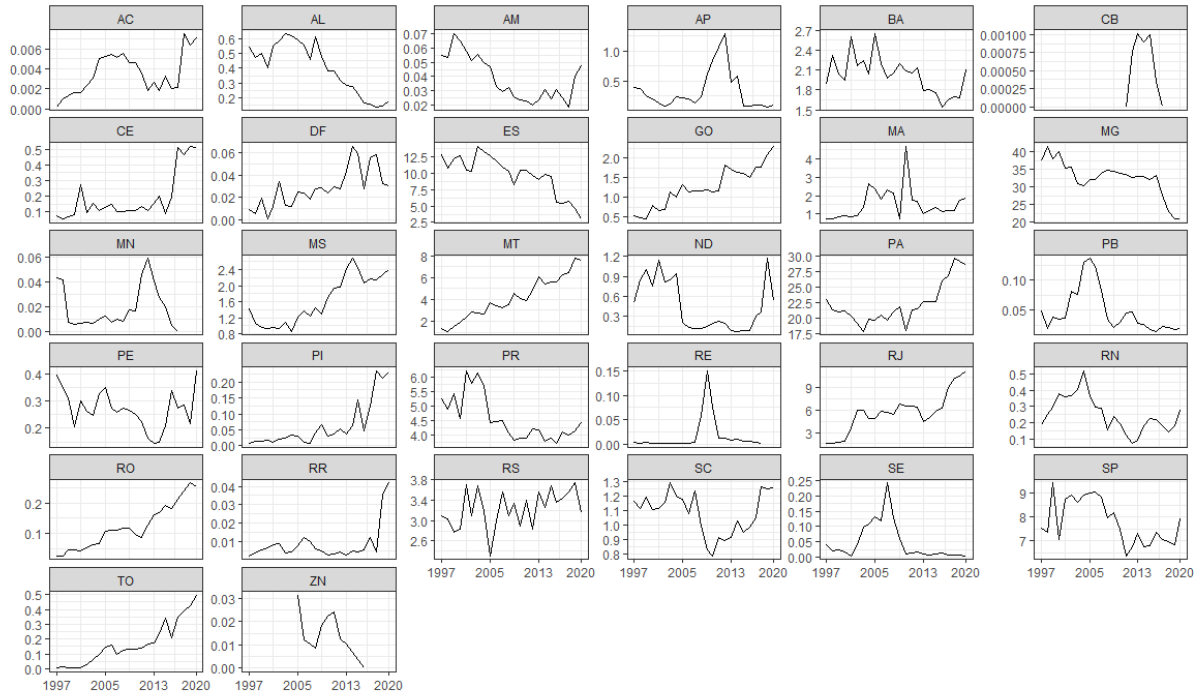 AC AL AM AP BA CB
0.006 0.004 0.002 0.000
0.6 0.5 0.4 0.3 0.2
0.07 0.06 0.05 0.04 0.03 0.02
1.0 0.5
2.7 2.4 2.1 1.8 1.5
0.00100 0.00075 0.00050 0.00025 0.00000
CE DF ES GO MA MG
0.5 0.4 0.3 0.2 0.1
0.06 0.04 0.02 0.00
12.5 10.0 7.5 5.0 2.5
2.0 1.5 1.0 0.5
4 3 2 1
40 35 30 25 20
MN MS MT ND PA PB
0.06 0.04 0.02 0.00
2.4 2.0 1.6 1.2 0.8
8 6 4 2
1.2 0.9 0.6 0.3
30.0 27.5 25.0 22.5 20.0 17.5
0.10 0.05
PE PI PR RE RJ RN
0.4 0.3 0.2
0.20 0.15 0.10 0.05 0.00
6.0 5.5 5.0 4.5 4.0
0.15 0.10 0.05 0.00
9 6 3
0.5 0.4 0.3 0.2 0.1
RO RR RS SC SE SP
0.2 0.1
0.04 0.03 0.02 0.01 0.00
3.8 3.4 3.0 2.6
1.3 1.2 1.1 1.0 0.9 0.8
0.25 0.20 0.15 0.10 0.05 0.00
9 8 7
1997 2005 2013 2020
1997 2005 2013 2020
1997 2005 2013 2020
1997 2005 2013 2020
TO ZN
0.5 0.4 0.3 0.2 0.1 0.0
0.03 0.02 0.01 0.00
1997 2005 2013 2020
1997 2005 2013 2020